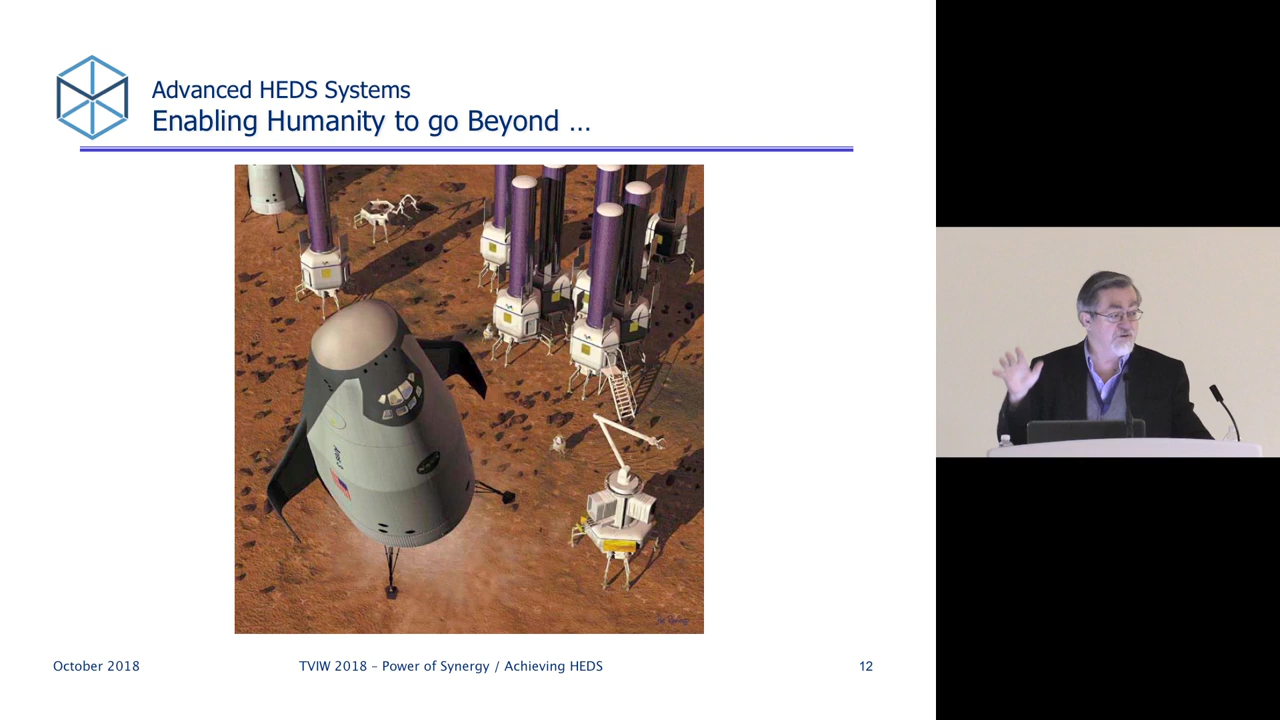 Advanced HEDS Systems
Enabling Humanity to go Beyond ...
October 2018
TVIW 2018 – Power of Synergy / Achieving HEDS
12